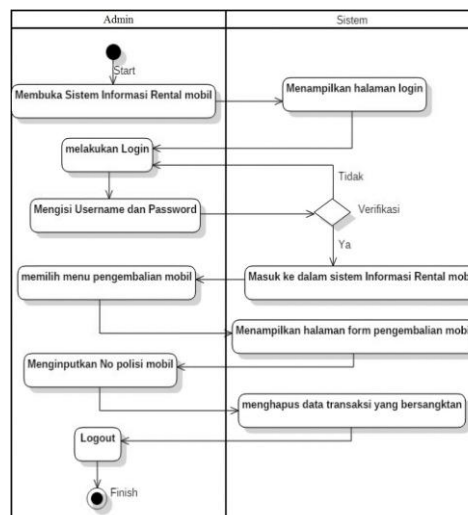 Admin
Sistem
Start
Membuka Sistem Informasi Rental mobil
Menampilkan halaman login
melakukan Login
Tidak
Mengisi Username dan Password
Verifikasi
Ya
memilih menu pengembalian mobil
Masuk ke dalam sistem Informasi Rental mob
Menampilkan halaman form pengembalian mobi
Menginputkan No polisi mobil
menghapus data transaksi yang bersangktan
Logout
Finish